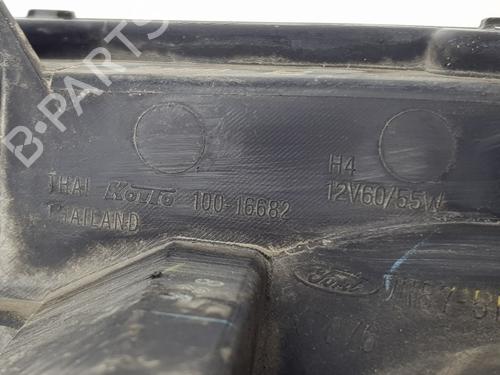 B-PARTS
H4
12V60/55W
THAI KOITO 100-16682
THAILAND
Ford